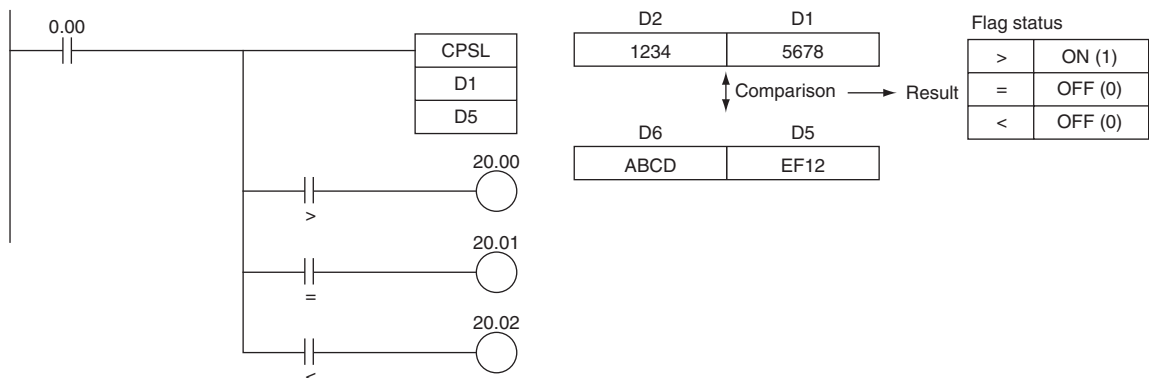 0.00
CPSL
D1
D5
20.00
>
20.01
=
20.02
<
D2 D1
1234 5678
Comparison Result
D6 D5
ABCD EF12
Flag status
> ON (1)
= OFF (0)
< OFF (0)